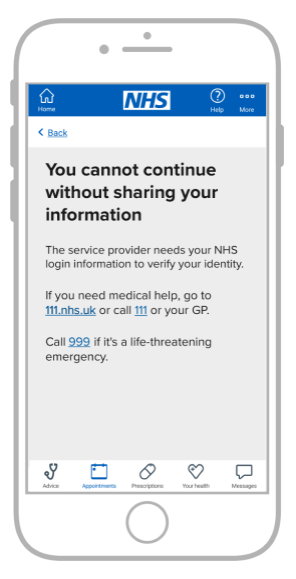 Home
NHS
Help
More
Back
You cannot continue
without sharing your
information
The service provider needs your NHS
login information to verify your identity.
If you need medical help, go to
111.nhs.uk or call 111 or your GP.
Call 999 if it's a life-threatening
emergency.
Advice
Appointments
Prescriptions
Your health
Messages